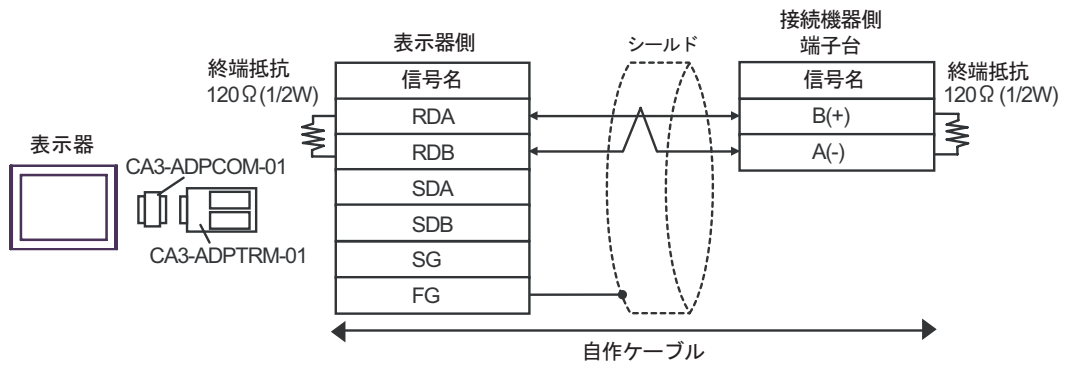 表示器
CA3-ADPCOM-01
CA3-ADPTRM-01
終端抵抗
120Ω(1/2W)
表示器側
信号名
RDA
RDB
SDA
SDB
SG
FG
シールド
接続機器側
端子台
信号名
B(+)
A(-)
終端抵抗
120Ω(1/2W)
自作ケーブル